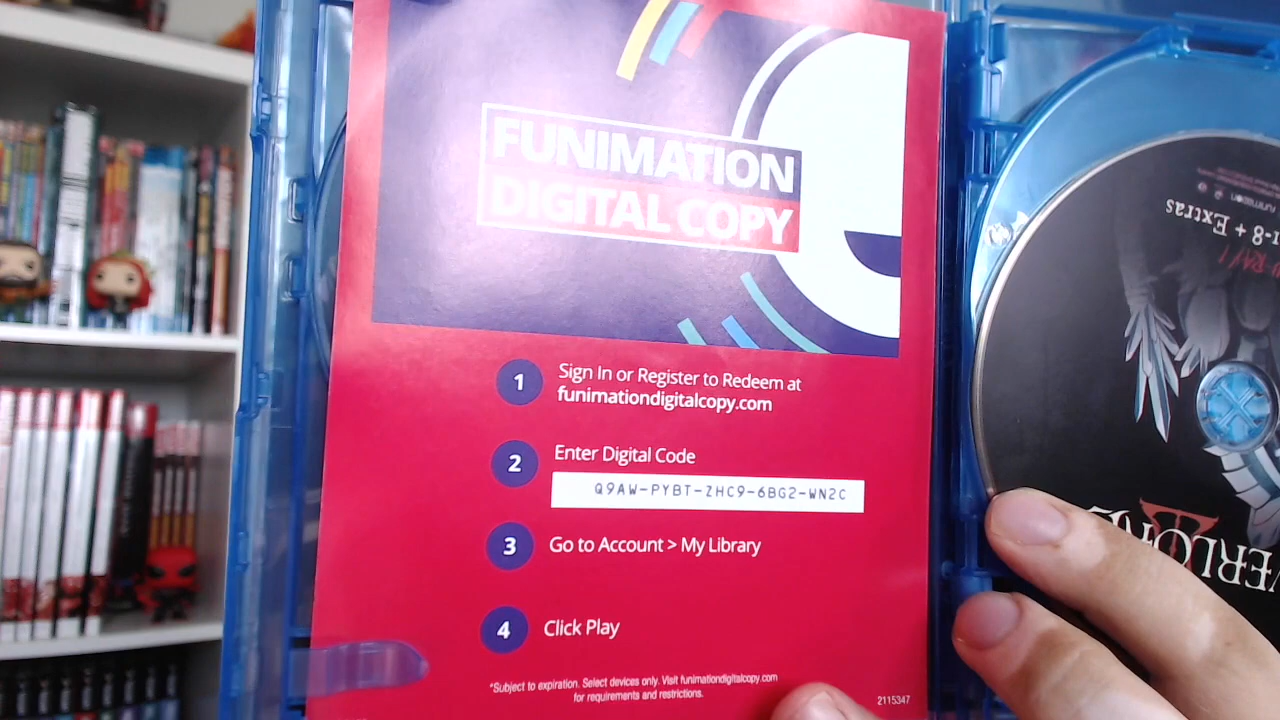 FUNIMATION
DIGITAL COPY
1 Sign In or Register to Redeem at
funimationdigitalcopy.com
2 Enter Digital Code
Q9AW-PYBT-ZHC9-6BG2-WN2C
3 Go to Account > My Library
4 Click Play
*Subject to expiration. Select devices only. Visit funimationdigitalcopy.com
for requirements and restrictions.
2115347
Funimation
1-8 + Extras